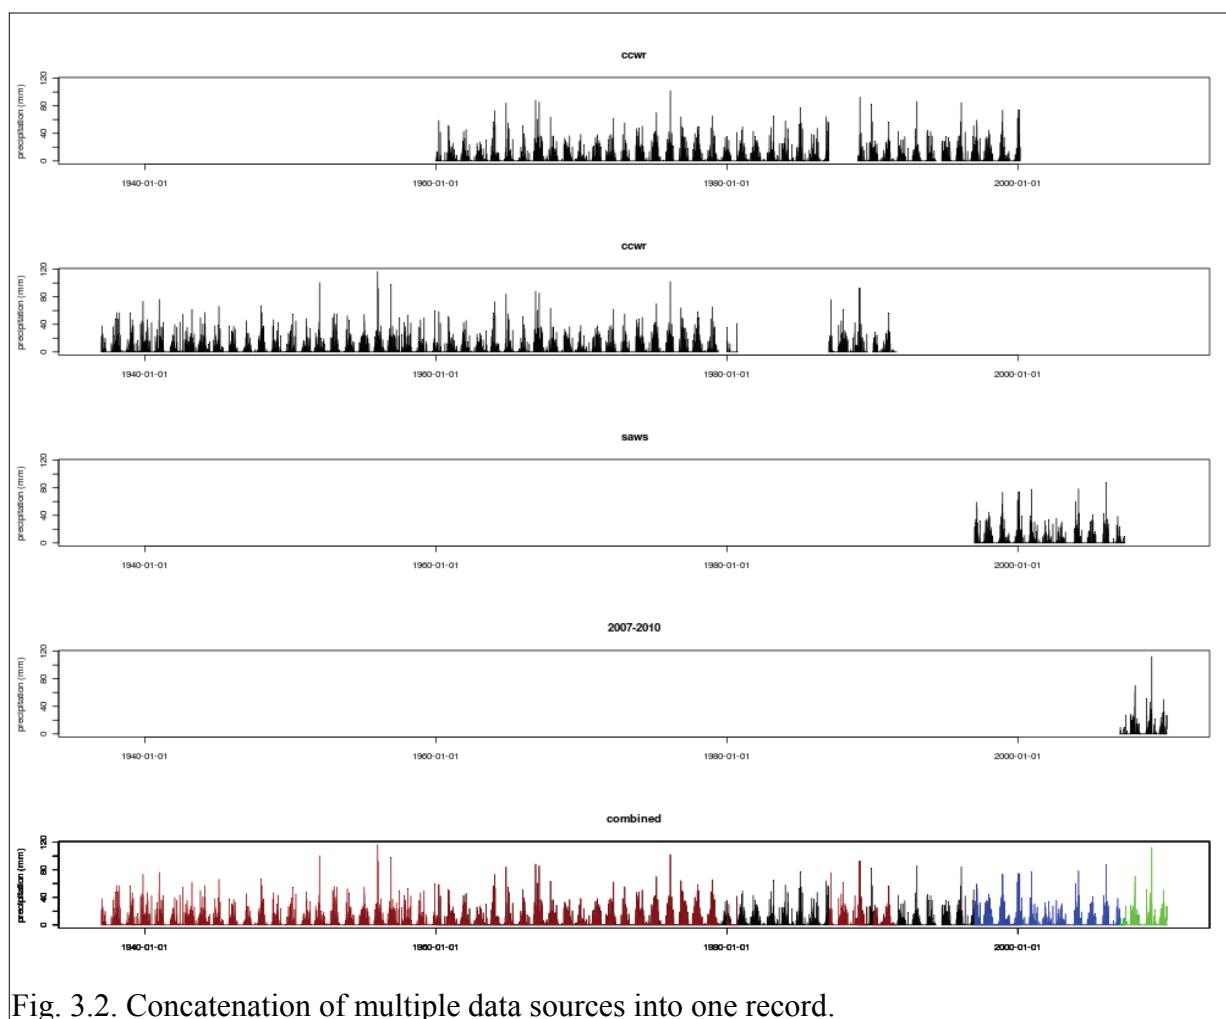 ccwr
precipitation (mm)
0 40 80 120
1940-01-01 1960-01-01 1980-01-01 2000-01-01
ccwr
precipitation (mm)
0 40 80 120
1940-01-01 1960-01-01 1980-01-01 2000-01-01
saws
precipitation (mm)
0 40 80 120
1940-01-01 1960-01-01 1980-01-01 2000-01-01
2007-2010
precipitation (mm)
0 40 80 120
1940-01-01 1960-01-01 1980-01-01 2000-01-01
combined
precipitation (mm)
0 40 80 120
1940-01-01 1960-01-01 1980-01-01 2000-01-01
Fig. 3.2. Concatenation of multiple data sources into one record.